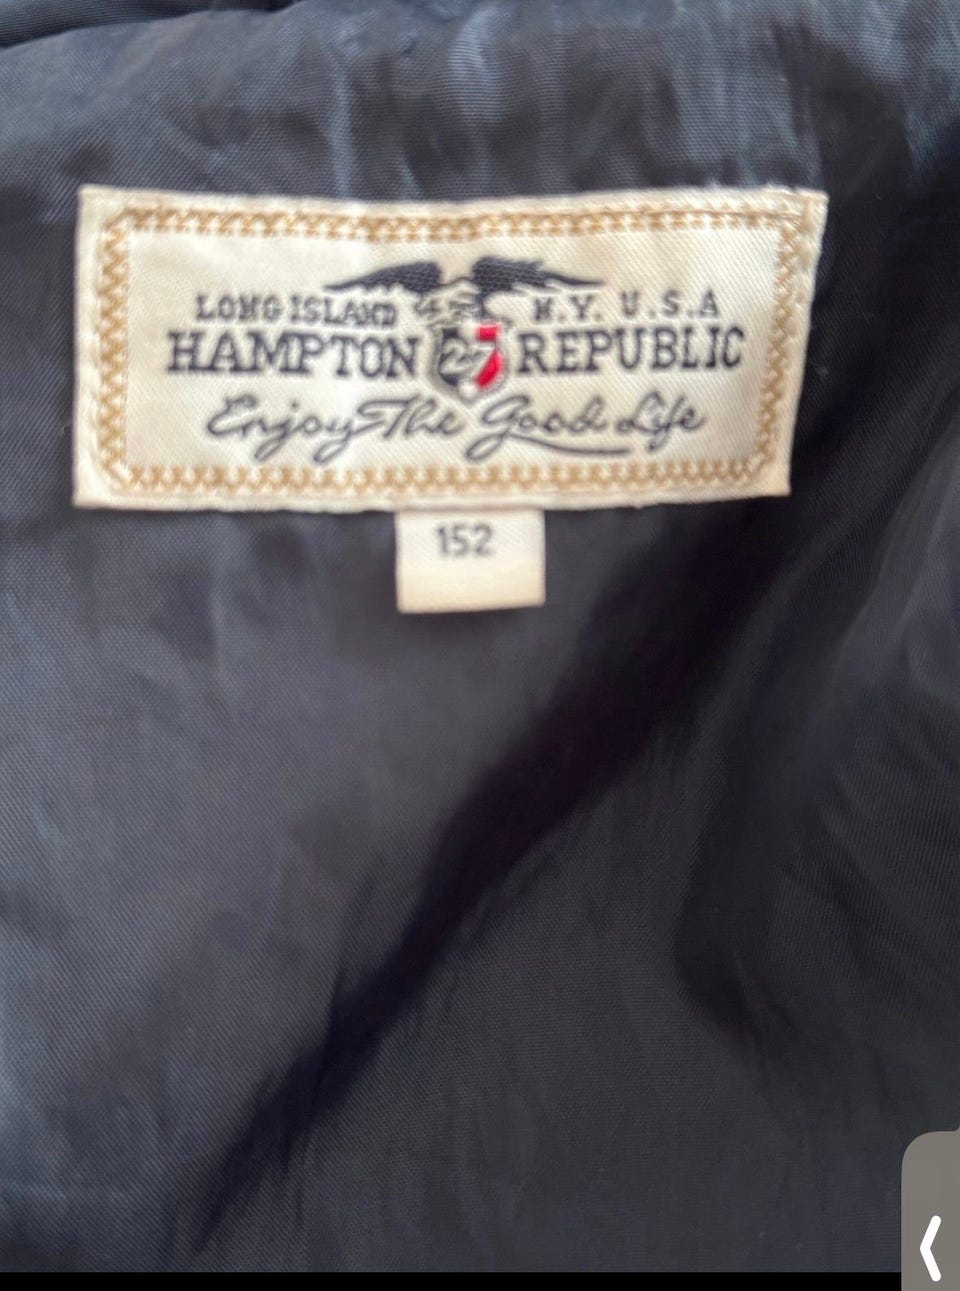 LONG ISLAND N.Y. U.S.A
HAMPTON 27 REPUBLIC
Enjoy The Good Life
152